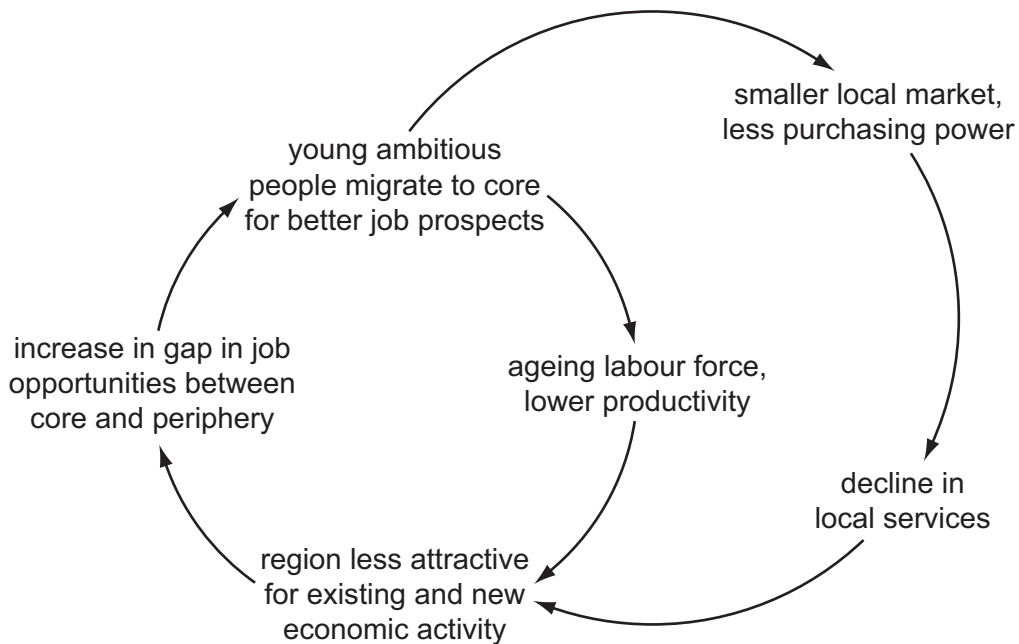 smaller local market,
less purchasing power
young ambitious
people migrate to core
for better job prospects
increase in gap in job
opportunities between
core and periphery
ageing labour force,
lower productivity
decline in
local services
region less attractive
for existing and new
economic activity